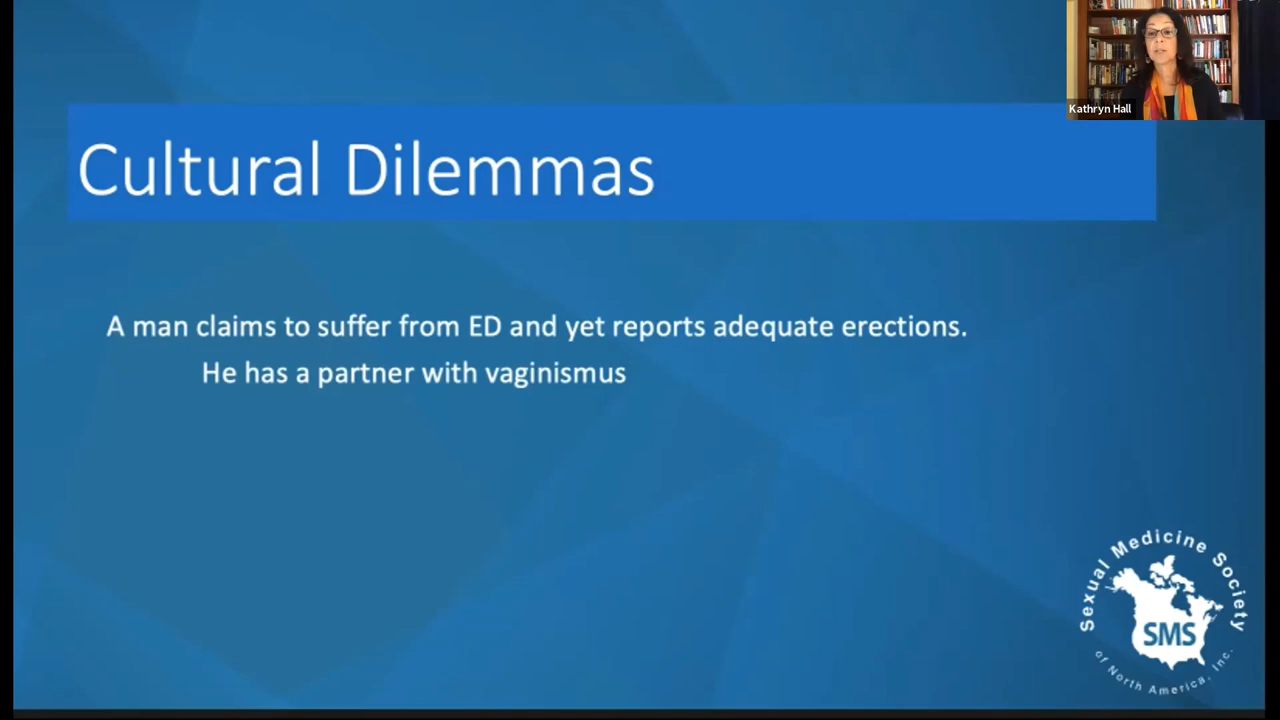 Kathryn Hall
Cultural Dilemmas
A man claims to suffer from ED and yet reports adequate erections.
He has a partner with vaginismus
Sexual Medicine Society
SMS
of North America, Inc.